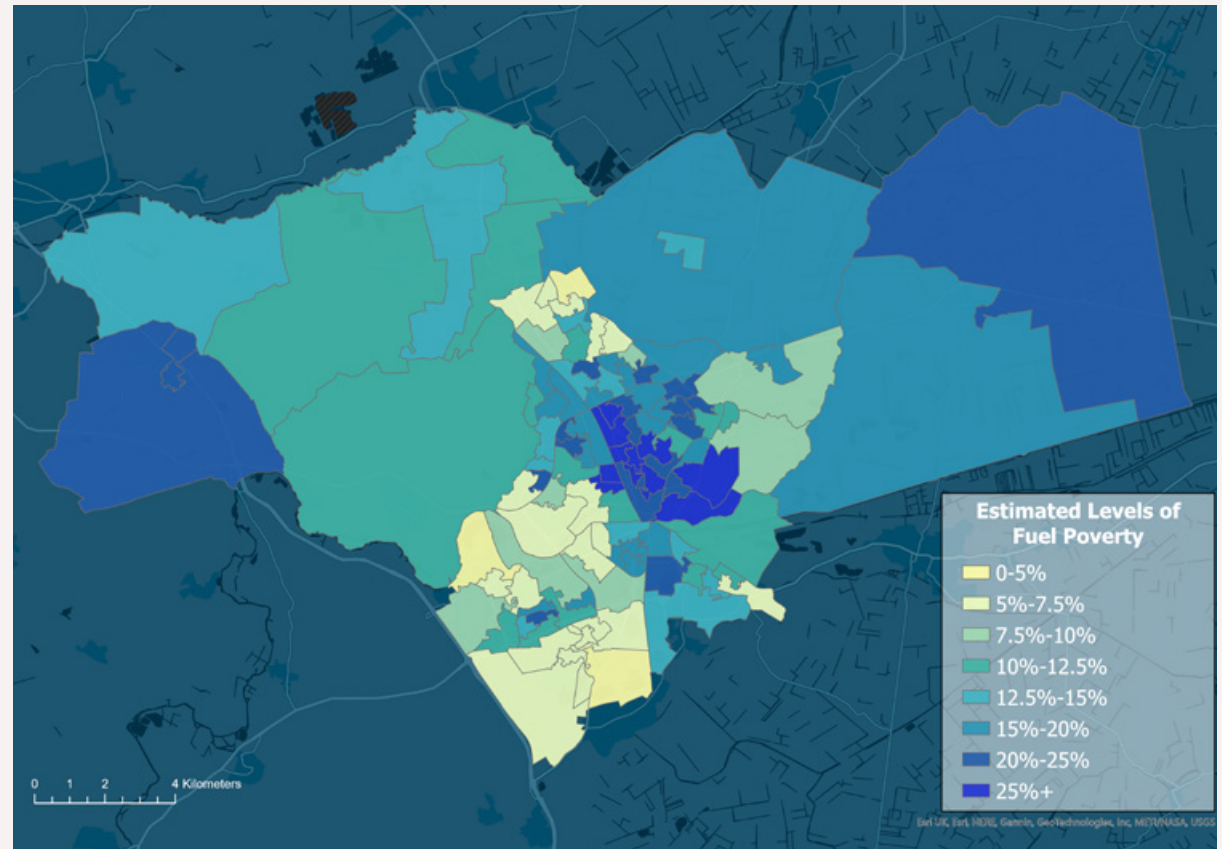 Estimated Levels of
Fuel Poverty
0-5%
5%-7.5%
7.5%-10%
10%-12.5%
12.5%-15%
15%-20%
20%-25%
25%+
0 1 2 4 Kilometers
Esri UK, Esri, HERE, Garmin, GeoTechnologies, Inc, METI/NASA, USGS